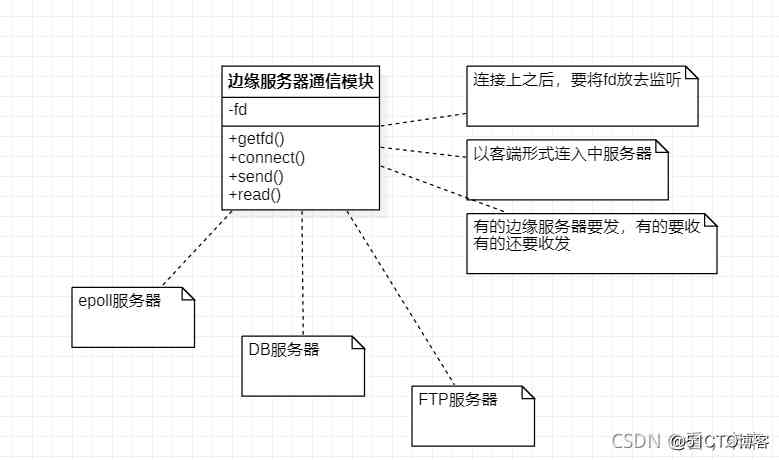 边缘服务器通信模块
-fd
+getfd()
+connect()
+send()
+read()
连接上之后，要将fd放去监听
以客端形式连入中服务器
有的边缘服务器要发，有的要收
有的还要收发
epoll服务器
DB服务器
FTP服务器
CSDN @51CTO博客